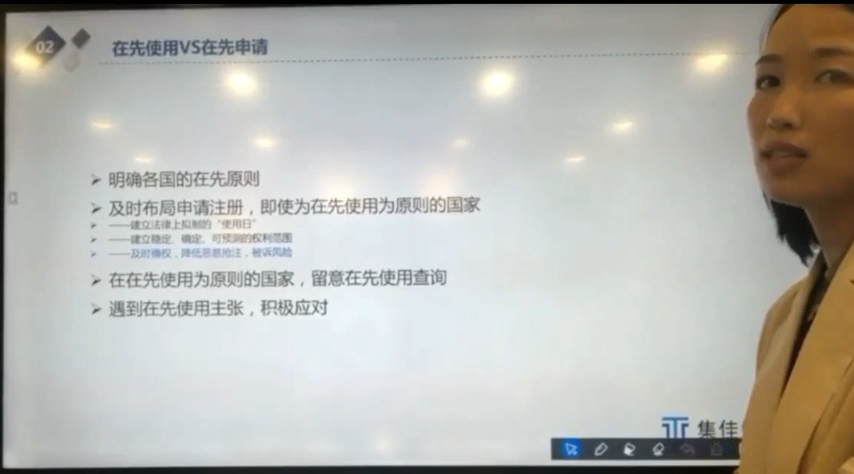 02
在先使用VS在先申请
➢ 明确各国的在先原则
➢ 及时布局申请注册，即使为在先使用为原则的国家
➢ ——建立法律上拟制的“使用日”
➢ ——建立稳定、确定、可预测的权利范围
➢ ——及时确权，降低恶意抢注，被诉风险
➢ 在在先使用为原则的国家，留意在先使用查询
➢ 遇到在先使用主张，积极应对
集佳